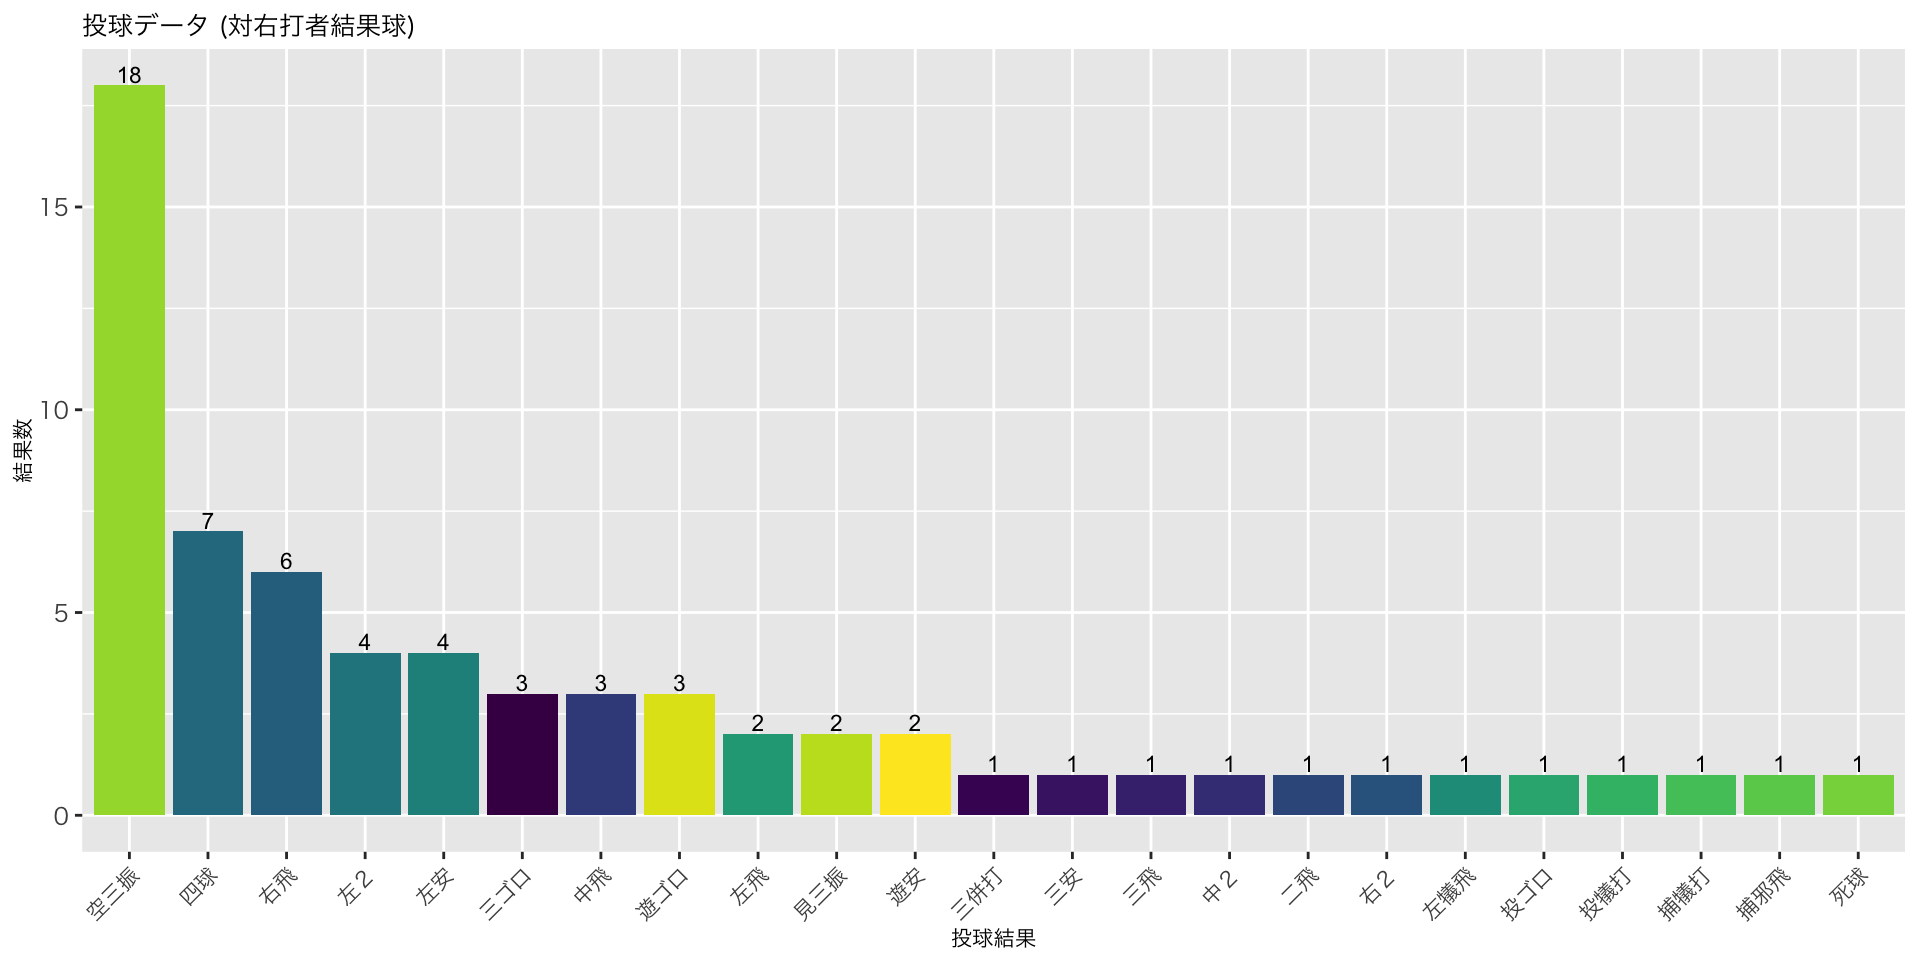 投球データ (対右打者結果球)
結果数
15
10
5
0
18
7
6
4
4
3
3
3
2
2
2
1
1
1
1
1
1
1
1
1
1
1
1
空三振
四球
右飛
左２
左安
三ゴロ
中飛
遊ゴロ
左飛
見三振
遊安
三併打
三安
三飛
中２
二飛
右２
左犠飛
投ゴロ
投犠打
捕犠打
捕邪飛
死球
投球結果